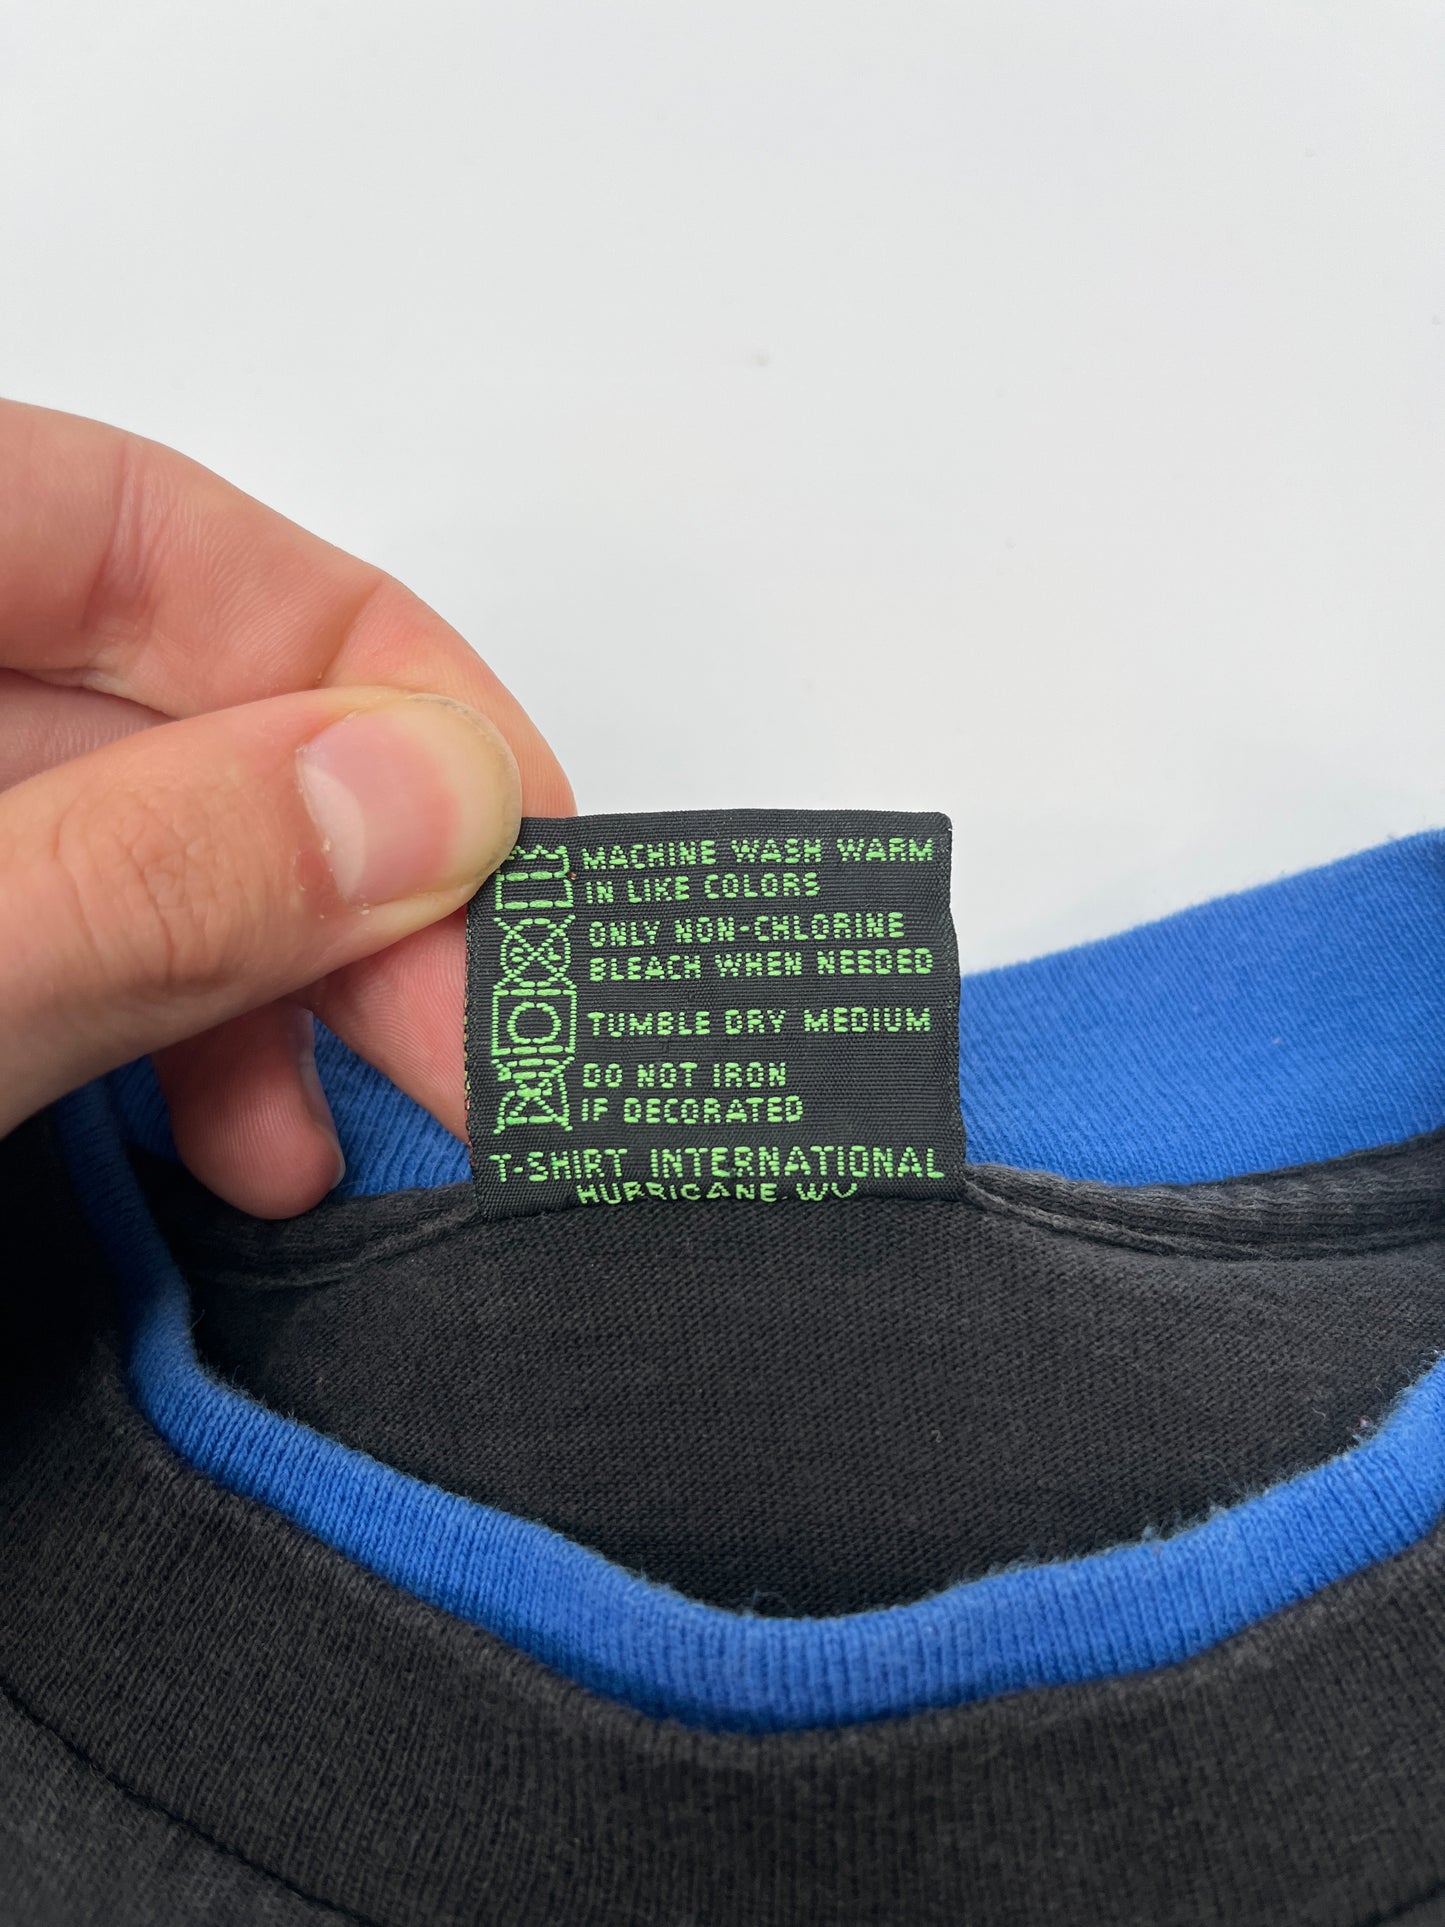 MACHINE WASH WARM
IN LIKE COLORS
ONLY NON-CHLORINE
BLEACH WHEN NEEDED
TUMBLE DRY MEDIUM
DO NOT IRON
IF DECORATED
T-SHIRT INTERNATIONAL
HURRICANE, WV